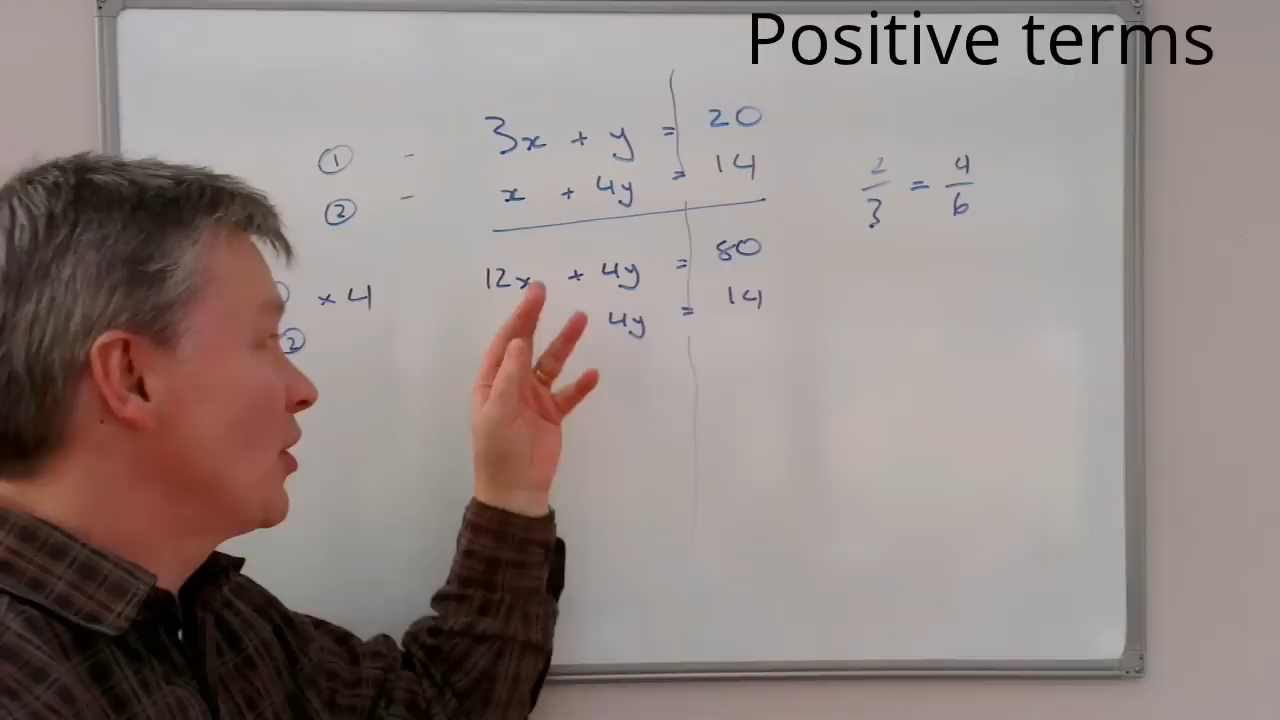 Positive terms
① - 3x + y = 20
② - x + 4y = 14
2/3 = 4/6
× 4 12x + 4y = 80
② 4y = 14